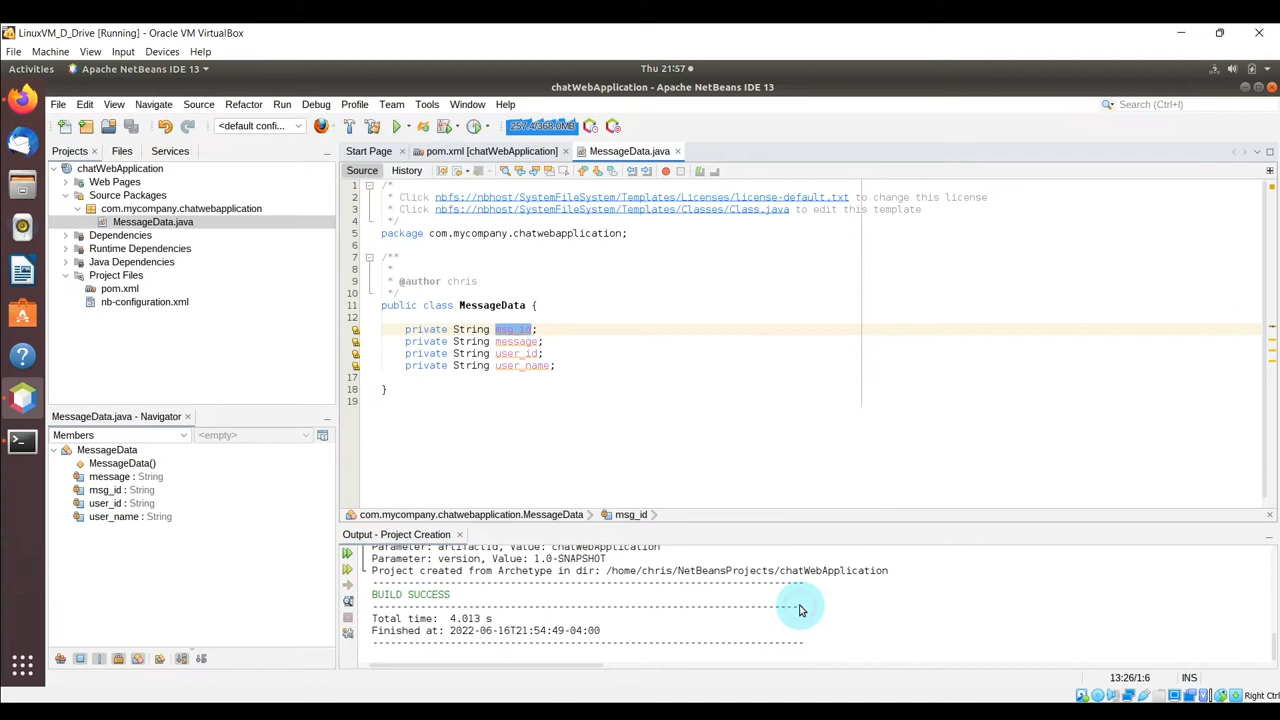 LinuxVM_D_Drive [Running] - Oracle VM VirtualBox
File Machine View Input Devices Help
Activities Apache NetBeans IDE 13 Thu 21:57
chatWebApplication - Apache NetBeans IDE 13
File Edit View Navigate Source Refactor Run Debug Profile Team Tools Window Help Search (Ctrl+I)
<default confi... 257.4/368.0MB
Projects Files Services
Start Page pom.xml [chatWebApplication] MessageData.java
chatWebApplication
Web Pages
Source Packages
com.mycompany.chatwebapplication
MessageData.java
Dependencies
Runtime Dependencies
Java Dependencies
Project Files
pom.xml
nb-configuration.xml
Source History
1 /*
2 * Click nbfs://nbhost/SystemFileSystem/Templates/Licenses/license-default.txt to change this license
3 * Click nbfs://nbhost/SystemFileSystem/Templates/Classes/Class.java to edit this template
4 */
5 package com.mycompany.chatwebapplication;
6
7 /**
8 *
9 * @author chris
10 */
11 public class MessageData {
12
private String msg_id;
private String message;
private String user_id;
private String user_name;
17
18 }
19
com.mycompany.chatwebapplication.MessageData msg_id
MessageData.java - Navigator
Members <empty>
MessageData
MessageData()
message : String
msg_id : String
user_id : String
user_name : String
Output - Project Creation
Parameter: artifactId, Value: chatWebApplication
Parameter: version, Value: 1.0-SNAPSHOT
Project created from Archetype in dir: /home/chris/NetBeansProjects/chatWebApplication
------------------------------------------------------------------------
BUILD SUCCESS
------------------------------------------------------------------------
Total time: 4.013 s
Finished at: 2022-06-16T21:54:49-04:00
------------------------------------------------------------------------
13:26/1:6 INS
Right Ctrl